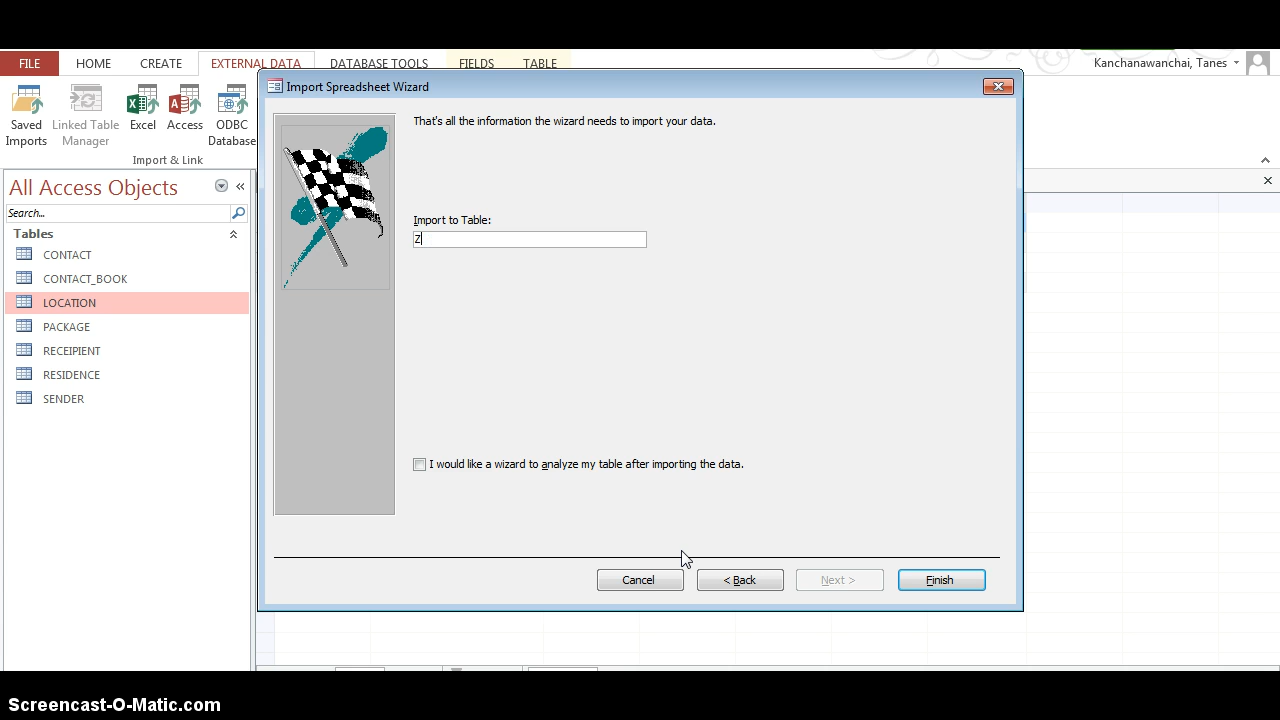 FILE HOME CREATE EXTERNAL DATA DATABASE TOOLS FIELDS TABLE Kanchanawanchai, Tanes
Import Spreadsheet Wizard
Saved Imports
Linked Table Manager
Excel
Access
ODBC Database
Import & Link
That's all the information the wizard needs to import your data.
All Access Objects
Search...
Tables
CONTACT
CONTACT_BOOK
LOCATION
PACKAGE
RECEIPIENT
RESIDENCE
SENDER
Import to Table:
Z
I would like a wizard to analyze my table after importing the data.
Cancel < Back Next > Finish
Screencast-O-Matic.com